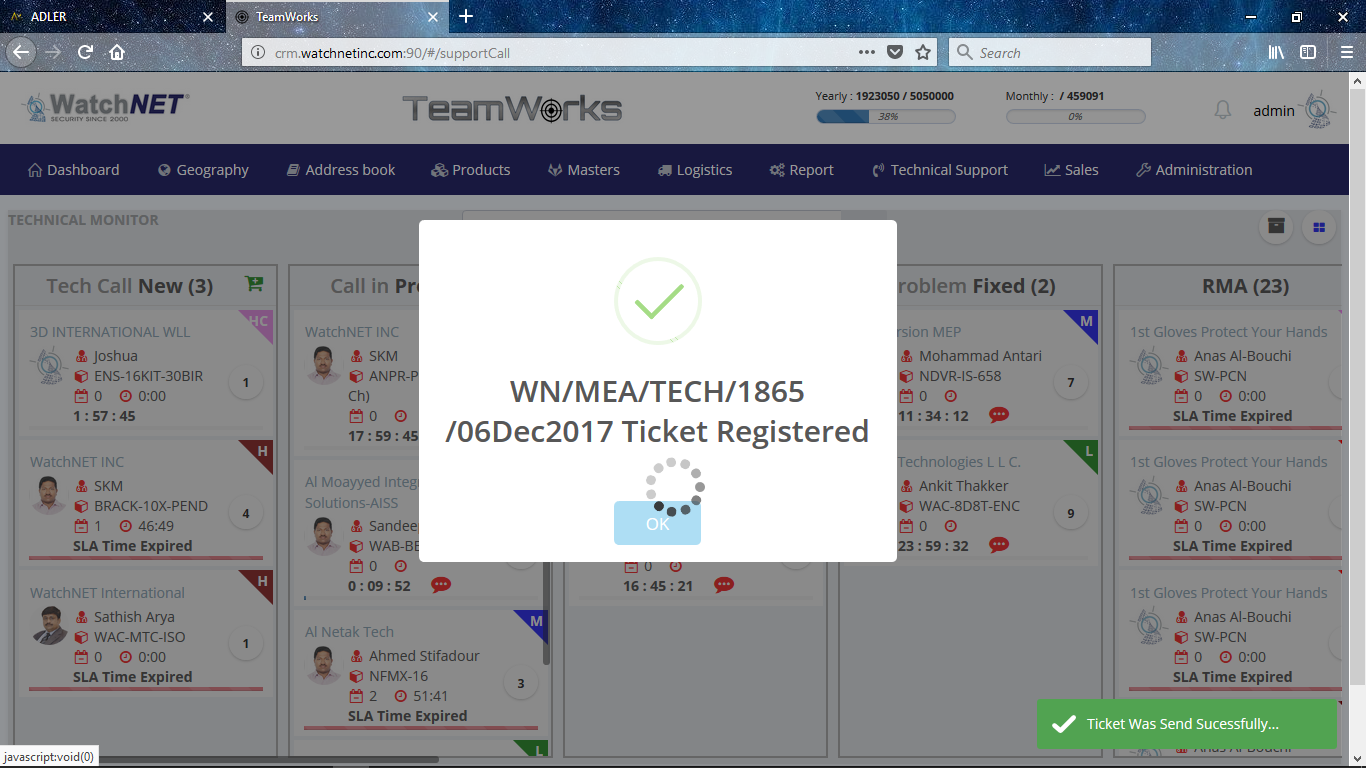 ADLER
TeamWorks
crm.watchnetinc.com:90/#/supportCall
Search
WatchNET®
SECURITY SINCE 2000
TeamWorks
Yearly : 1923050 / 5050000
38%
Monthly : / 459091
0%
admin
Dashboard
Geography
Address book
Products
Masters
Logistics
Report
Technical Support
Sales
Administration
TECHNICAL MONITOR
Tech Call New (3)
HC
3D INTERNATIONAL WLL
Joshua
ENS-16KIT-30BIR
0 0:00
1
1 : 57 : 45
H
WatchNET INC
SKM
BRACK-10X-PEND
1 46:49
4
SLA Time Expired
H
WatchNET International
Sathish Arya
WAC-MTC-ISO
0 0:00
1
SLA Time Expired
Call in Pr
WatchNET INC
SKM
ANPR-P
Ch)
0
17 : 59 : 45
Al Moayyed Integ
Solutions-AISS
Sandee
WAB-BE
0
0 : 09 : 52
M
Al Netak Tech
Ahmed Stifadour
NFMX-16
2 51:41
3
SLA Time Expired
L
WN/MEA/TECH/1865
/06Dec2017 Ticket Registered
OK
0
16 : 45 : 21
roblem Fixed (2)
M
rsion MEP
Mohammad Antari
NDVR-IS-658
0
7
11 : 34 : 12
L
Technologies L L C.
Ankit Thakker
WAC-8D8T-ENC
0
9
23 : 59 : 32
RMA (23)
1st Gloves Protect Your Hands
Anas Al-Bouchi
SW-PCN
0 0:00
SLA Time Expired
1st Gloves Protect Your Hands
Anas Al-Bouchi
SW-PCN
0 0:00
SLA Time Expired
1st Gloves Protect Your Hands
Anas Al-Bouchi
SW-PCN
0 0:00
SLA Time Expired
Ticket Was Send Sucessfully...
Anas Al-Bouchi
javascript:void(0)